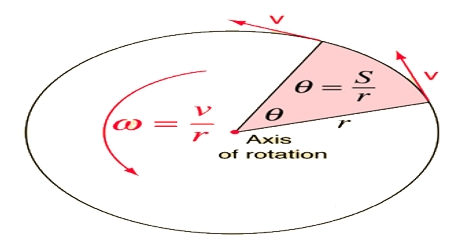 v
v
θ = S/r
θ
r
ω = v/r
Axis
of rotation